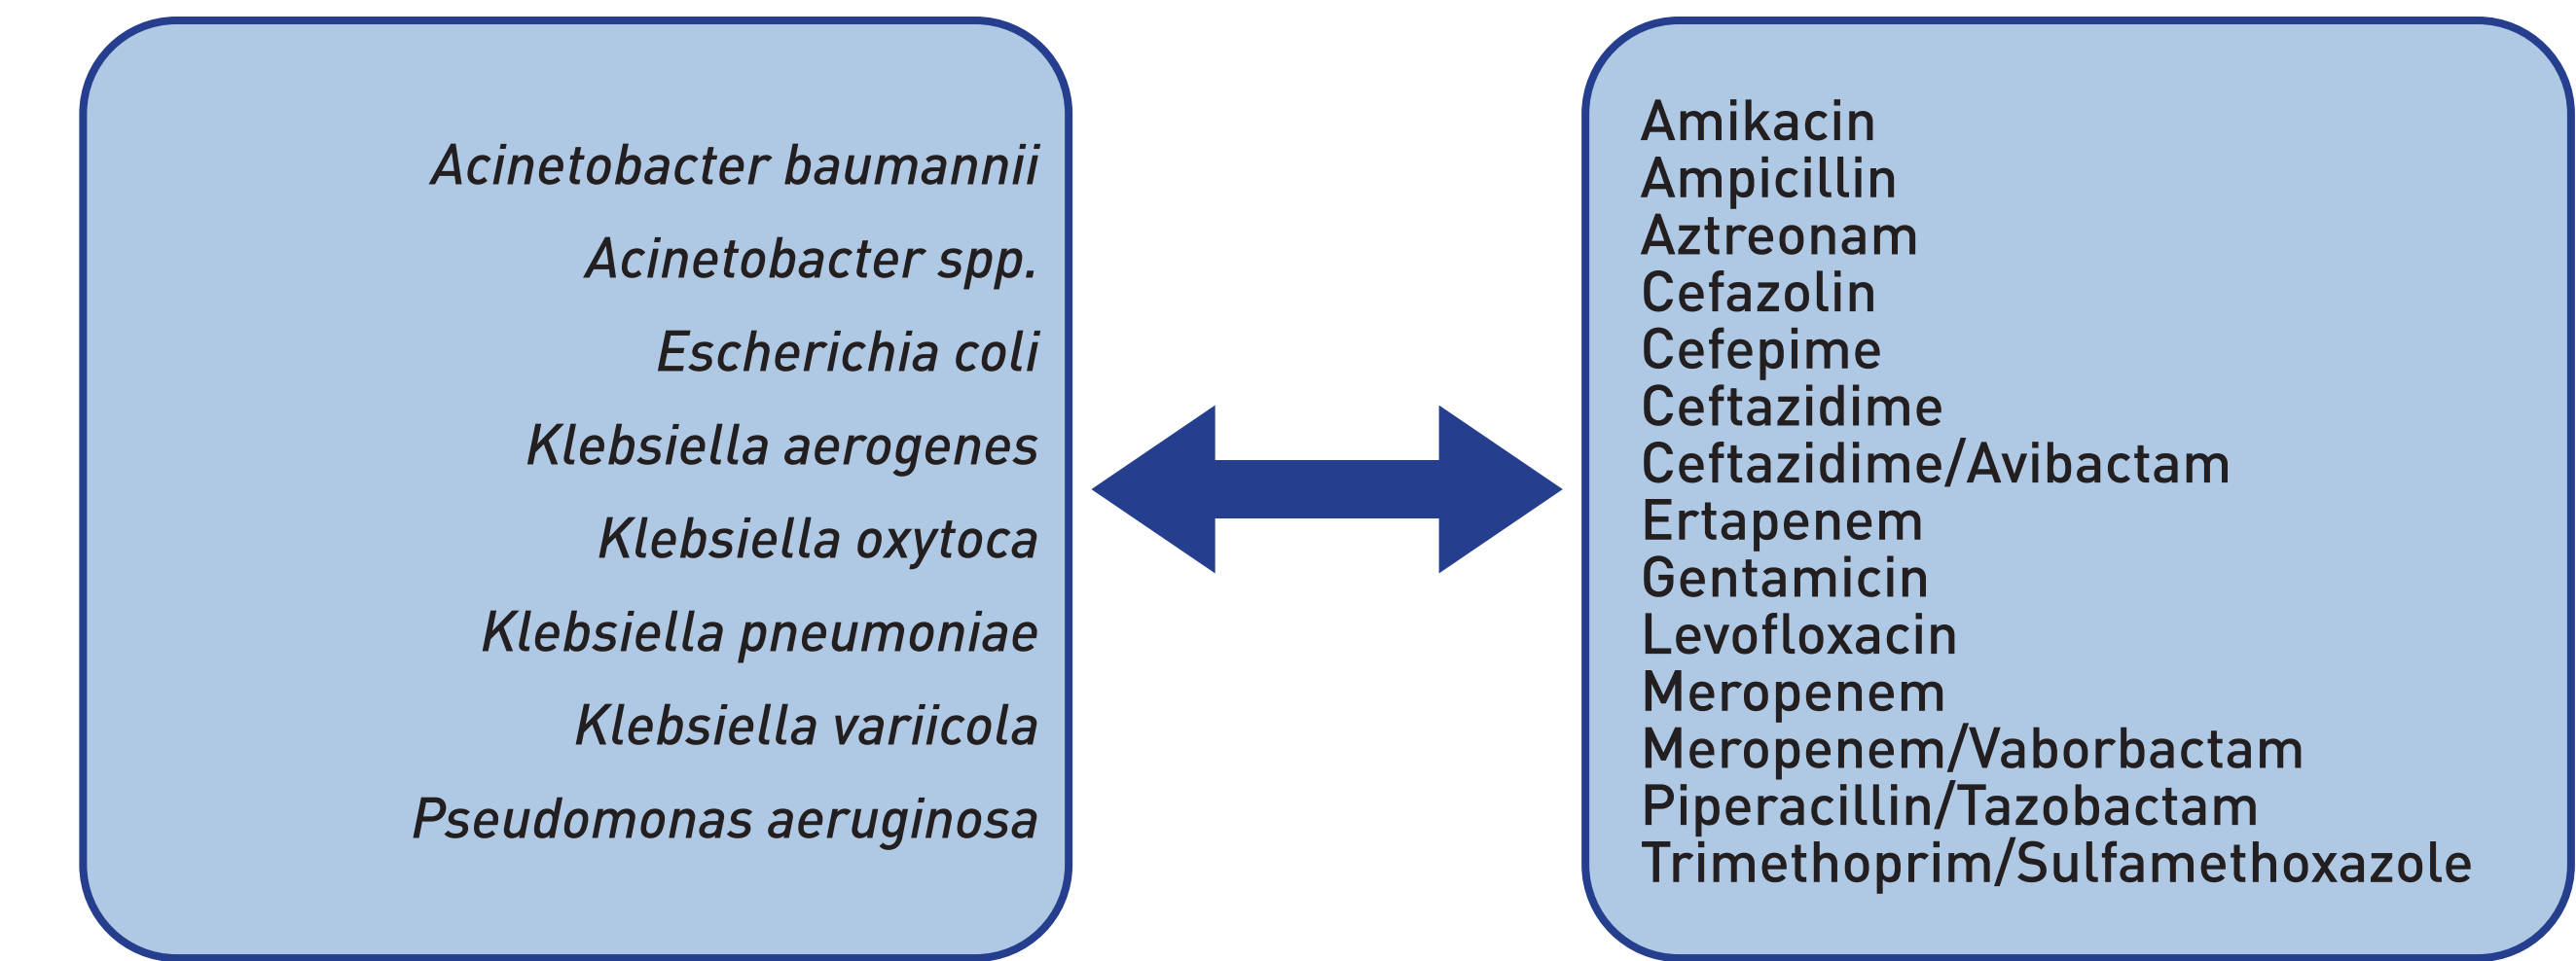 Acinetobacter baumannii
Acinetobacter spp.
Escherichia coli
Klebsiella aerogenes
Klebsiella oxytoca
Klebsiella pneumoniae
Klebsiella variicola
Pseudomonas aeruginosa
Amikacin
Ampicillin
Aztreonam
Cefazolin
Cefepime
Ceftazidime
Ceftazidime/Avibactam
Ertapenem
Gentamicin
Levofloxacin
Meropenem
Meropenem/Vaborbactam
Piperacillin/Tazobactam
Trimethoprim/Sulfamethoxazole